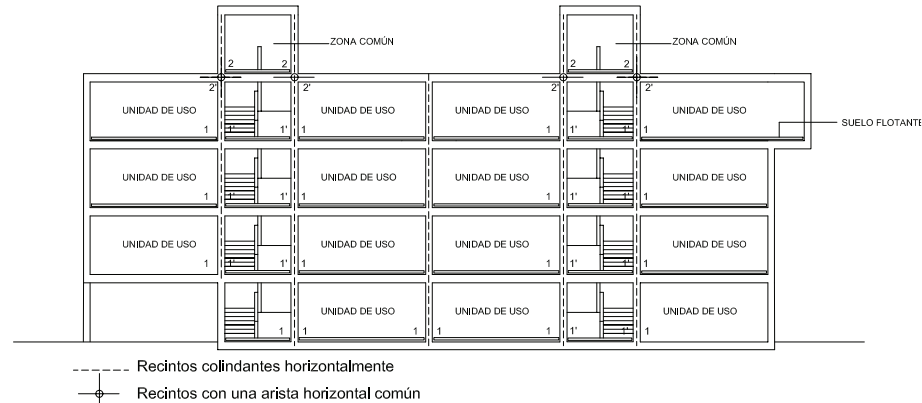 ZONA COMÚN ZONA COMÚN
2 2 2 2
2' 2' 2' 2'
UNIDAD DE USO UNIDAD DE USO UNIDAD DE USO UNIDAD DE USO
SUELO FLOTANTE
1 1' 1' 1 1 1' 1' 1
UNIDAD DE USO UNIDAD DE USO UNIDAD DE USO UNIDAD DE USO
1 1' 1' 1 1 1' 1' 1
UNIDAD DE USO UNIDAD DE USO UNIDAD DE USO UNIDAD DE USO
1 1' 1' 1 1 1' 1' 1
UNIDAD DE USO UNIDAD DE USO UNIDAD DE USO
1 1 1 1 1' 1' 1
Recintos colindantes horizontalmente
Recintos con una arista horizontal común